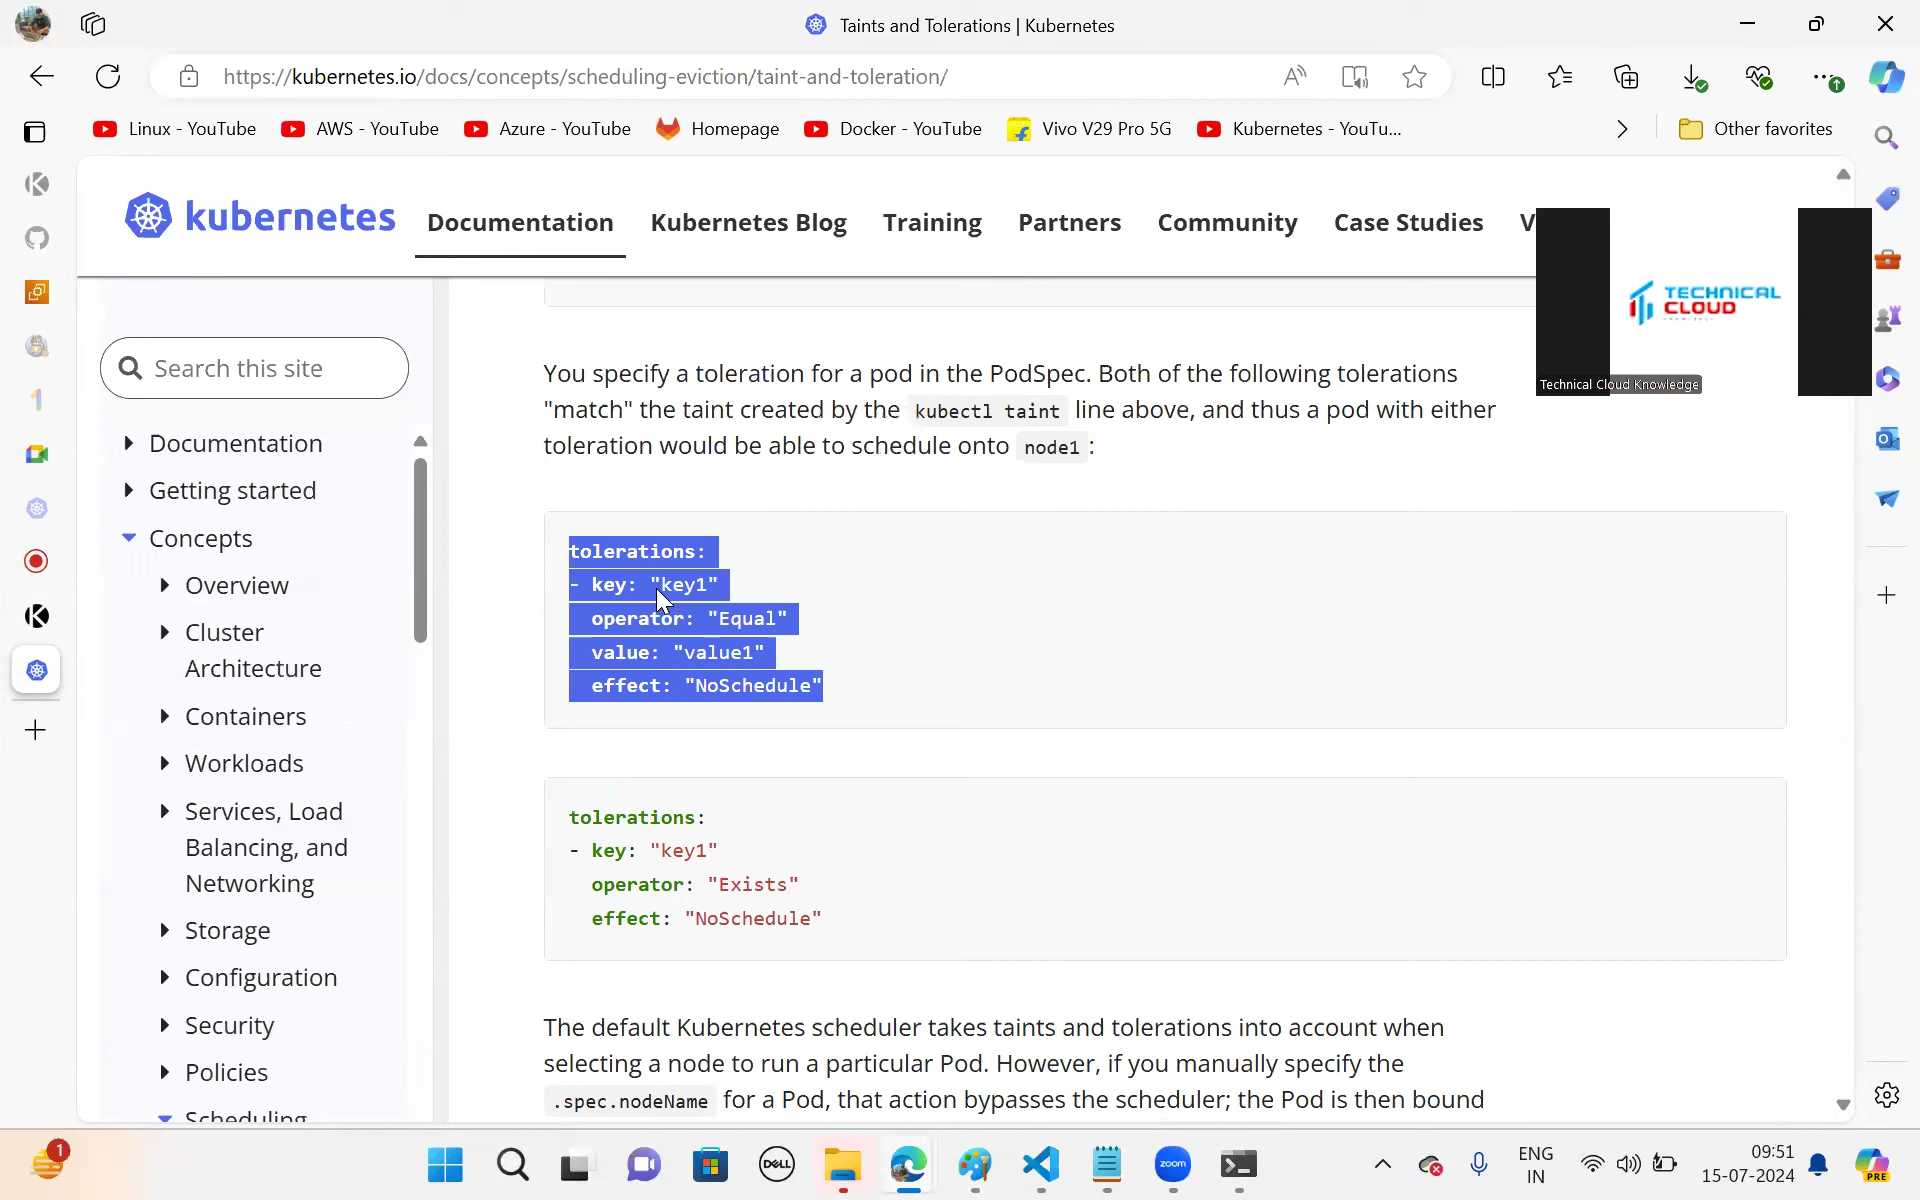 Taints and Tolerations | Kubernetes
https://kubernetes.io/docs/concepts/scheduling-eviction/taint-and-toleration/
Linux - YouTube
AWS - YouTube
Azure - YouTube
Homepage
Docker - YouTube
Vivo V29 Pro 5G
Kubernetes - YouTu...
Other favorites
kubernetes
Documentation
Kubernetes Blog
Training
Partners
Community
Case Studies
V
TECHNICAL
CLOUD
Technical Cloud Knowledge
Search this site
Documentation
Getting started
Concepts
Overview
Cluster
Architecture
Containers
Workloads
Services, Load
Balancing, and
Networking
Storage
Configuration
Security
Policies
Scheduling,
You specify a toleration for a pod in the PodSpec. Both of the following tolerations
"match" the taint created by the kubectl taint line above, and thus a pod with either
toleration would be able to schedule onto node1 :
tolerations:
- key: "key1"
operator: "Equal"
value: "value1"
effect: "NoSchedule"
tolerations:
- key: "key1"
operator: "Exists"
effect: "NoSchedule"
The default Kubernetes scheduler takes taints and tolerations into account when
selecting a node to run a particular Pod. However, if you manually specify the
.spec.nodeName for a Pod, that action bypasses the scheduler; the Pod is then bound
1
DELL
zoom
ENG
IN
09:51
15-07-2024
PRE